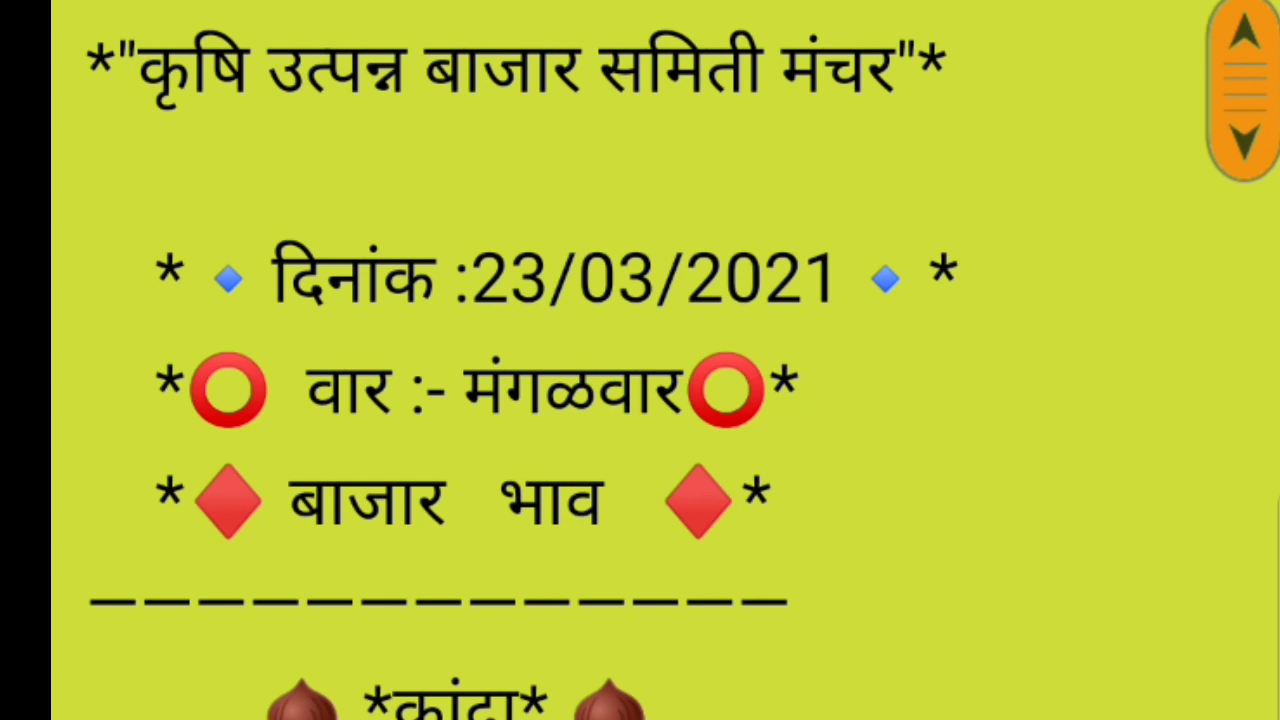 *"कृषि उत्पन्न बाजार समिती मंचर"*
*🔹दिनांक :23/03/2021🔹*
*⭕ वार :- मंगळवार⭕*
*♦️ बाजार भाव ♦️*
_ _ _ _ _ _ _ _ _ _ _ _ _
🌰 *कांदा* 🌰